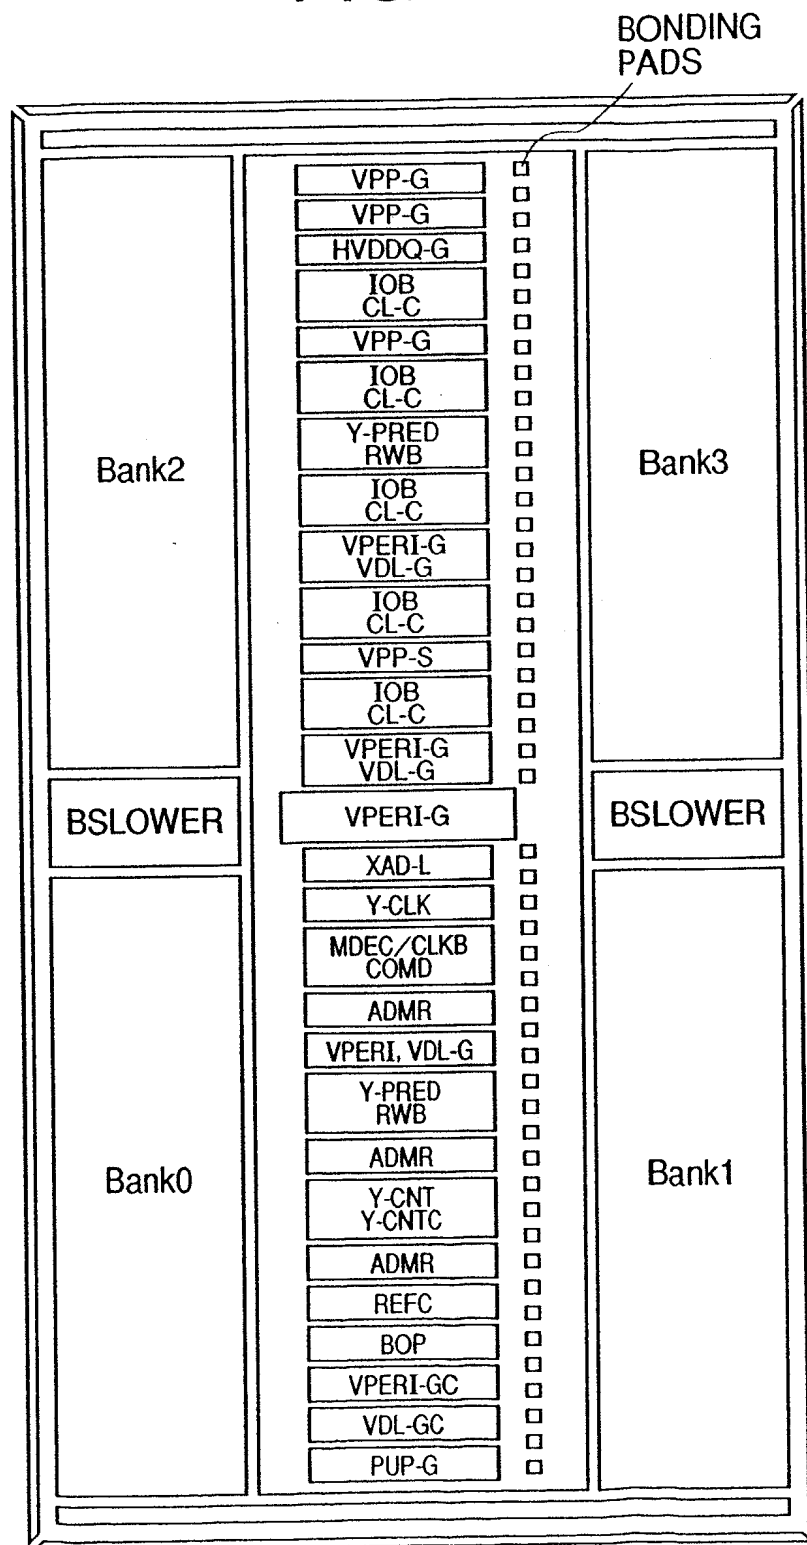 BONDING
PADS
VPP-G
VPP-G
HVDDQ-G
IOB
CL-C
VPP-G
IOB
CL-C
Y-PRED
RWB
Bank2
Bank3
IOB
CL-C
VPERI-G
VDL-G
IOB
CL-C
VPP-S
IOB
CL-C
VPERI-G
VDL-G
BSLOWER
VPERI-G
BSLOWER
XAD-L
Y-CLK
MDEC/CLKB
COMD
ADMR
VPERI, VDL-G
Y-PRED
RWB
ADMR
Bank0
Bank1
Y-CNT
Y-CNTC
ADMR
REFC
BOP
VPERI-GC
VDL-GC
PUP-G